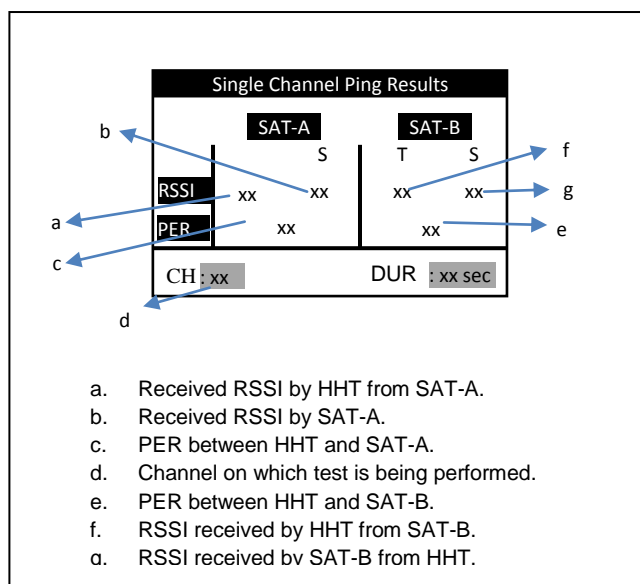 Single Channel Ping Results
SAT-A SAT-B
b S T S f
RSSI xx xx xx xx g
a
PER xx xx e
c
CH : xx DUR : xx sec
d
a. Received RSSI by HHT from SAT-A.
b. Received RSSI by SAT-A.
c. PER between HHT and SAT-A.
d. Channel on which test is being performed.
e. PER between HHT and SAT-B.
f. RSSI received by HHT from SAT-B.
g. RSSI received by SAT-B from HHT.